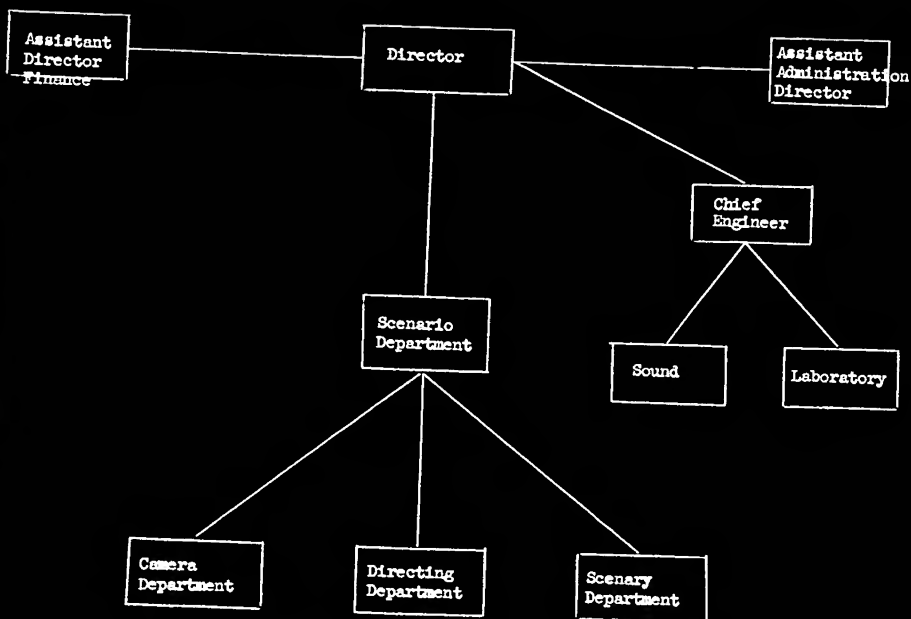 Assistant
Director
Finance
Director
Assistant
Administration
Director
Chief
Engineer
Scenario
Department
Sound
Laboratory
Camera
Department
Directing
Department
Scenary
Department